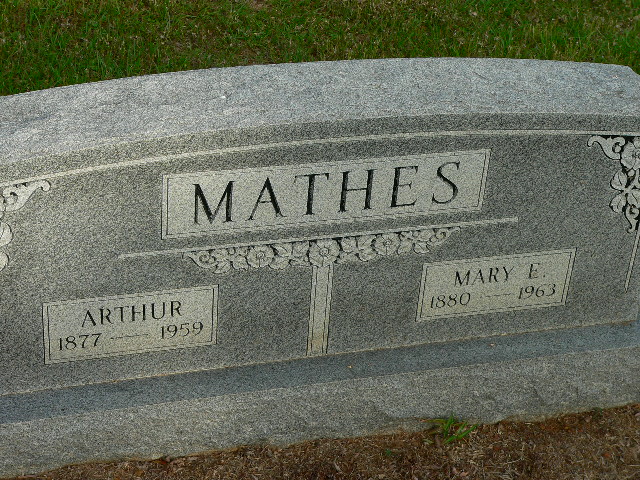 MATHES
ARTHUR
1877 — 1959
MARY E.
1880 — 1963